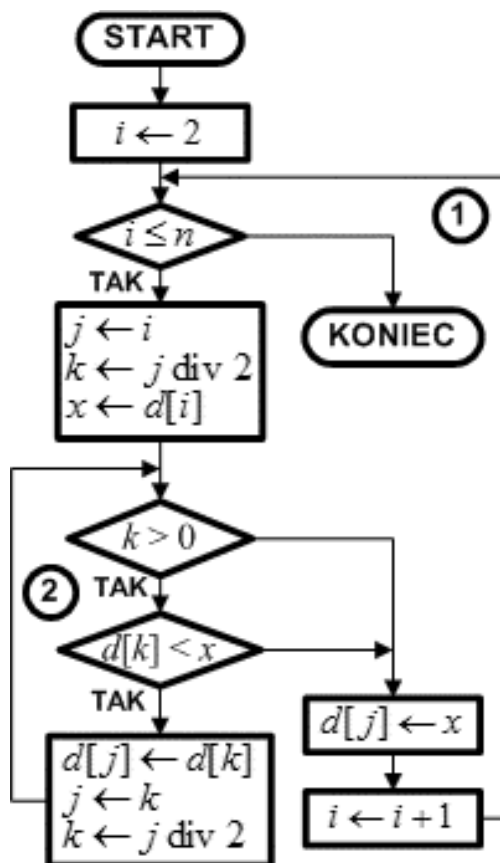 START
i ← 2
1
i ≤ n
TAK
KONIEC
j ← i
k ← j div 2
x ← d[i]
k > 0
2
TAK
d[k] < x
TAK
d[j] ← x
d[j] ← d[k]
j ← k
k ← j div 2
i ← i + 1